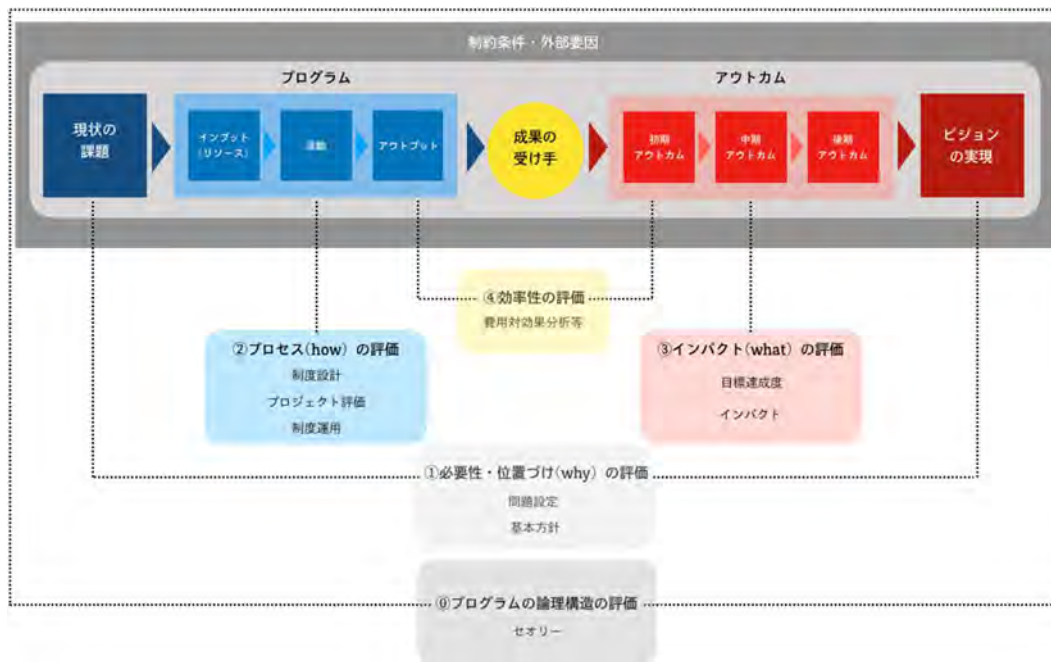 制約条件・外部要因
プログラム
アウトカム
現状の
課題
インプット
(リソース)
活動
アウトプット
成果の
受け手
初期
アウトカム
中期
アウトカム
後期
アウトカム
ビジョン
の実現
④効率性の評価
費用対効果分析等
②プロセス(how) の評価
制度設計
プロジェクト評価
制度運用
③インパクト(what) の評価
目標達成度
インパクト
①必要性・位置づけ(why) の評価
問題設定
基本方針
⓪プログラムの論理構造の評価
セオリー